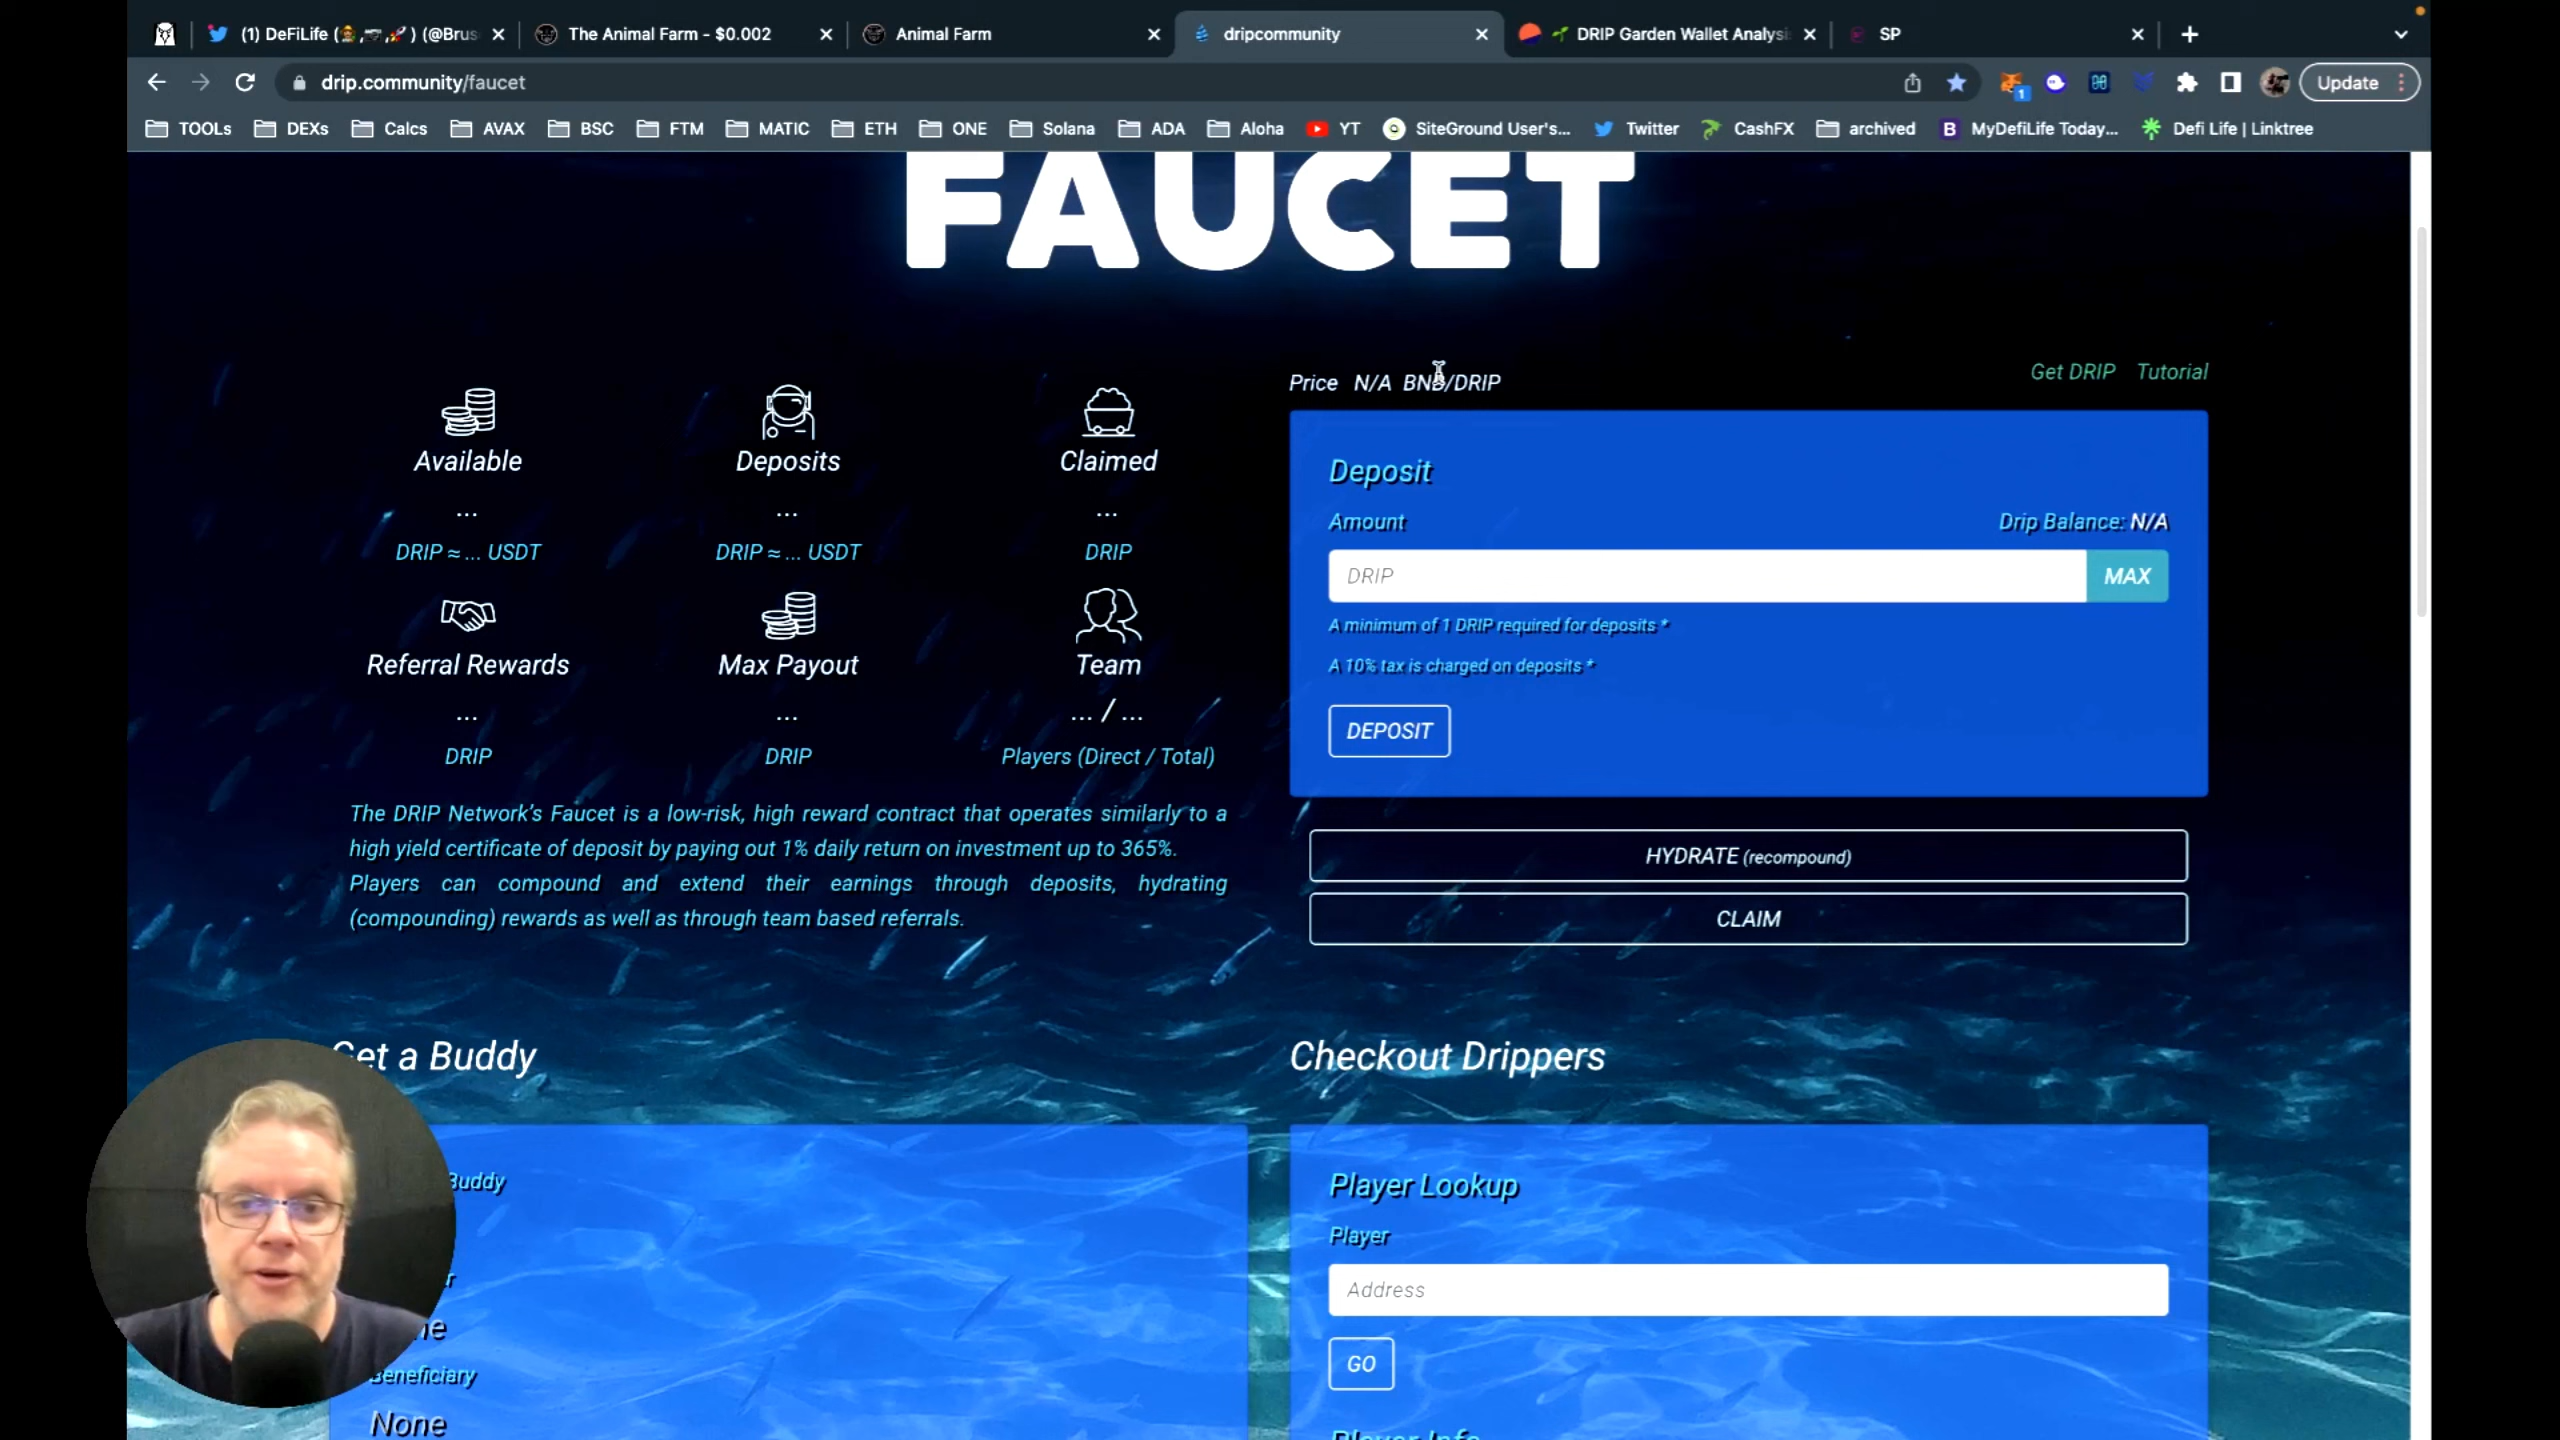 (1) DeFiLife (🧑‍🌾,🔫,🚀) (@Brus
The Animal Farm - $0.002
Animal Farm
dripcommunity
DRIP Garden Wallet Analysi
SP
drip.community/faucet
1
Update
TOOLs
DEXs
Calcs
AVAX
BSC
FTM
MATIC
ETH
ONE
Solana
ADA
Aloha
YT
SiteGround User's...
Twitter
CashFX
archived
B MyDefiLife Today...
Defi Life | Linktree
FAUCET
Price N/A BNB/DRIP
Get DRIP Tutorial
Available
...
DRIP ≈ ... USDT
Deposits
...
DRIP ≈ ... USDT
Claimed
...
DRIP
Referral Rewards
...
DRIP
Max Payout
...
DRIP
Team
... / ...
Players (Direct / Total)
The DRIP Network's Faucet is a low-risk, high reward contract that operates similarly to a
high yield certificate of deposit by paying out 1% daily return on investment up to 365%.
Players can compound and extend their earnings through deposits, hydrating
(compounding) rewards as well as through team based referrals.
Deposit
Amount
Drip Balance: N/A
DRIP
MAX
A minimum of 1 DRIP required for deposits *
A 10% tax is charged on deposits *
DEPOSIT
HYDRATE (recompound)
CLAIM
Get a Buddy
Buddy
Beneficiary
None
Checkout Drippers
Player Lookup
Player
Address
GO
Player Info